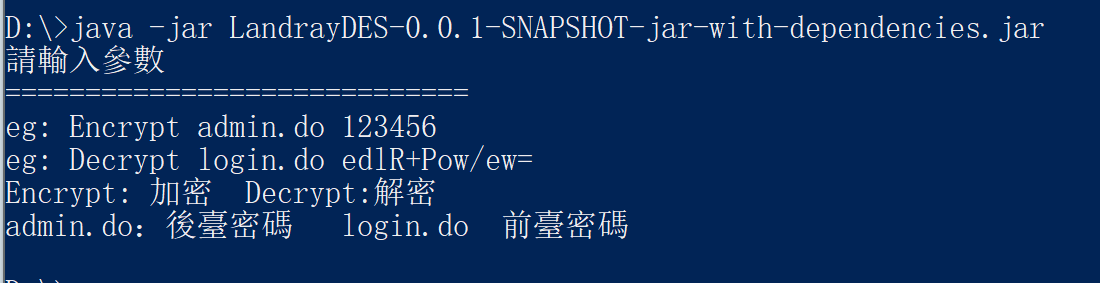 D:\>java -jar LandrayDES-0.0.1-SNAPSHOT-jar-with-dependencies.jar
請輸入參數
=============================
eg: Encrypt admin.do 123456
eg: Decrypt login.do edlR+Pow/ew=
Encrypt: 加密  Decrypt:解密
admin.do：後臺密碼   login.do  前臺密碼